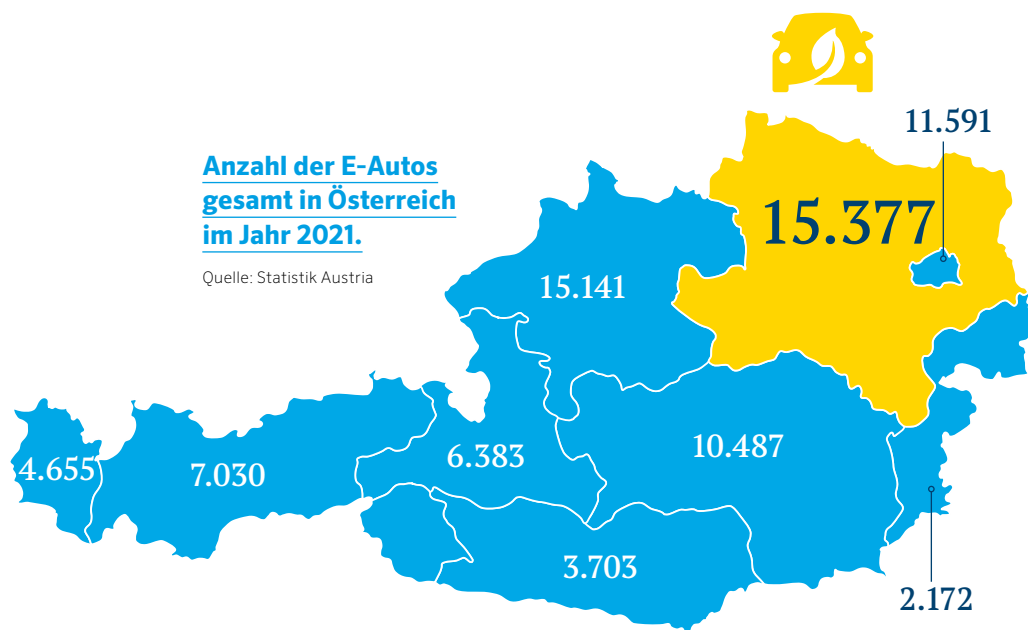 11.591
Anzahl der E-Autos
gesamt in Österreich
im Jahr 2021.
Quelle: Statistik Austria
15.377
15.141
10.487
6.383
4.655
7.030
3.703
2.172